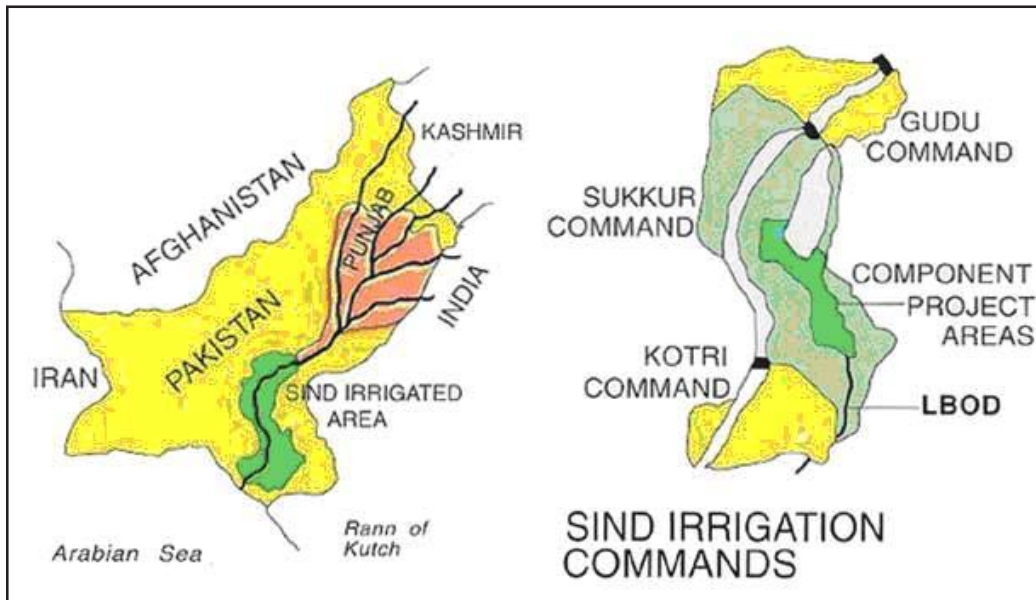 KASHMIR
AFGHANISTAN
PUNJAB
INDIA
PAKISTAN
IRAN
SIND IRRIGATED
AREA
Arabian Sea
Rann of
Kutch
GUDU
COMMAND
SUKKUR
COMMAND
COMPONENT
PROJECT
AREAS
KOTRI
COMMAND
LBOD
SIND IRRIGATION
COMMANDS